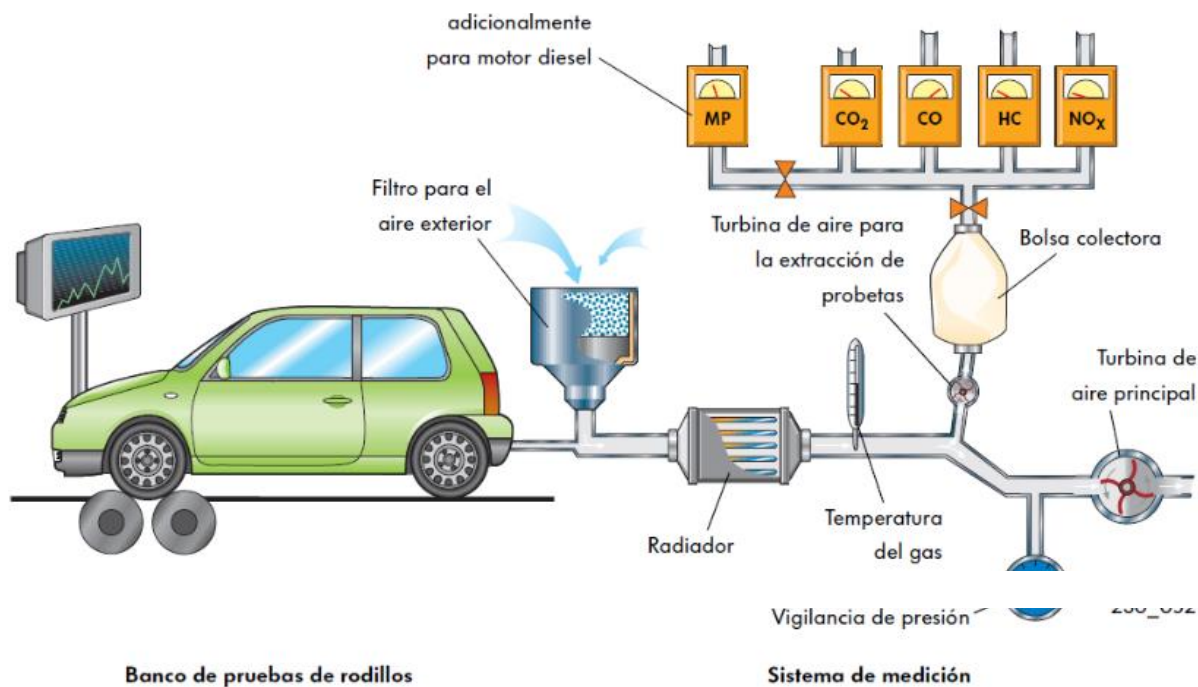 adicionalmente
para motor diesel
MP
CO₂
CO
HC
NOₓ
Filtro para el
aire exterior
Turbina de aire para
la extracción de
probetas
Bolsa colectora
Turbina de
aire principal
Radiador
Temperatura
del gas
Vigilancia de presión
Banco de pruebas de rodillos
Sistema de medición